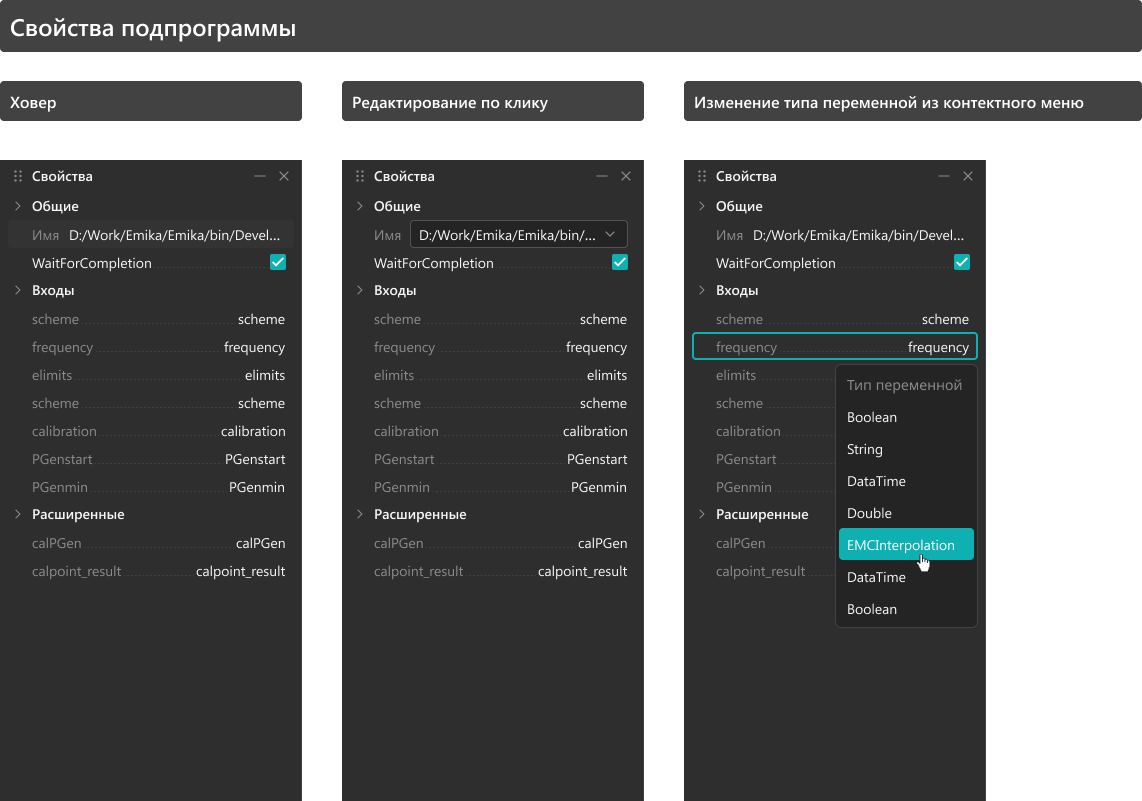 Свойства подпрограммы
Ховер
Свойства
Общие
Имя D:/Work/Emika/Emika/bin/Devel...
WaitForCompletion
Входы
scheme scheme
frequency frequency
elimits elimits
scheme scheme
calibration calibration
PGenstart PGenstart
PGenmin PGenmin
Расширенные
calPGen calPGen
calpoint_result calpoint_result
Редактирование по клику
Свойства
Общие
Имя D:/Work/Emika/Emika/bin/...
WaitForCompletion
Входы
scheme scheme
frequency frequency
elimits elimits
scheme scheme
calibration calibration
PGenstart PGenstart
PGenmin PGenmin
Расширенные
calPGen calPGen
calpoint_result calpoint_result
Изменение типа переменной из контектного меню
Свойства
Общие
Имя D:/Work/Emika/Emika/bin/Devel...
WaitForCompletion
Входы
scheme scheme
frequency frequency
elimits
scheme
calibration
PGenstart
PGenmin
Расширенные
calPGen
calpoint_result
Тип переменной
Boolean
String
DataTime
Double
EMCInterpolation
DataTime
Boolean